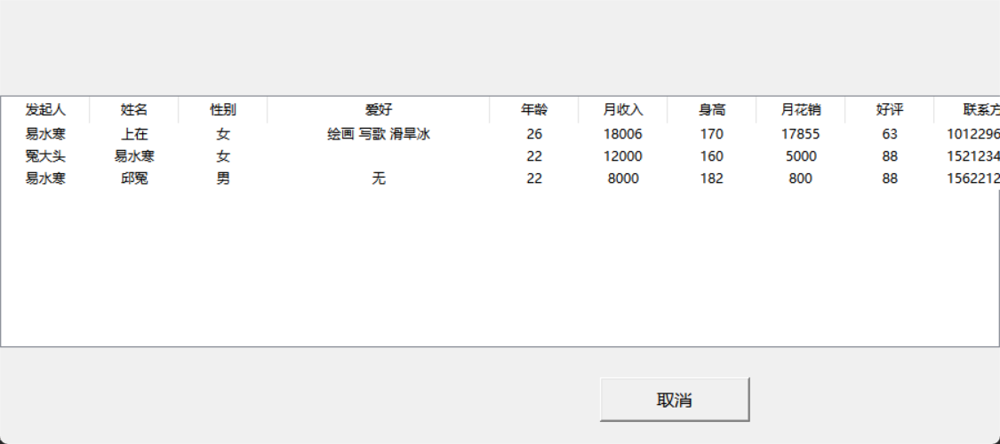 发起人 姓名 性别 爱好 年龄 月收入 身高 月花销 好评 联系方
易水寒 上在 女 绘画 写歌 滑旱冰 26 18006 170 17855 63 1012296
冤大头 易水寒 女 22 12000 160 5000 88 1521234
易水寒 邱冤 男 无 22 8000 182 800 88 1562212
取消